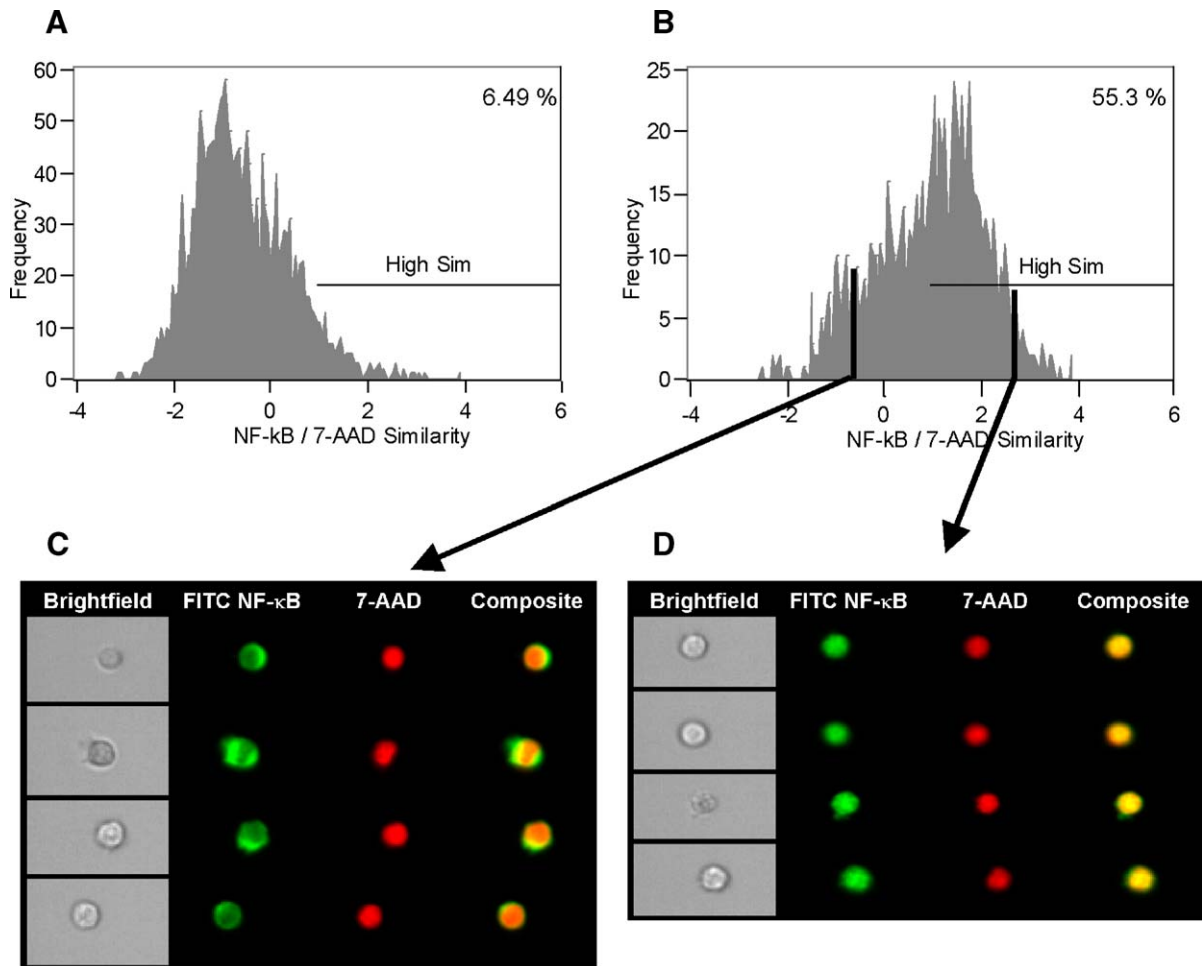 A
60
50
40
30
20
10
0
Frequency
6.49 %
High Sim
-4 -2 0 2 4 6
NF-kB / 7-AAD Similarity
B
25
20
15
10
5
0
Frequency
55.3 %
High Sim
-4 -2 0 2 4 6
NF-kB / 7-AAD Similarity
C
Brightfield FITC NF-κB 7-AAD Composite
D
Brightfield FITC NF-κB 7-AAD Composite